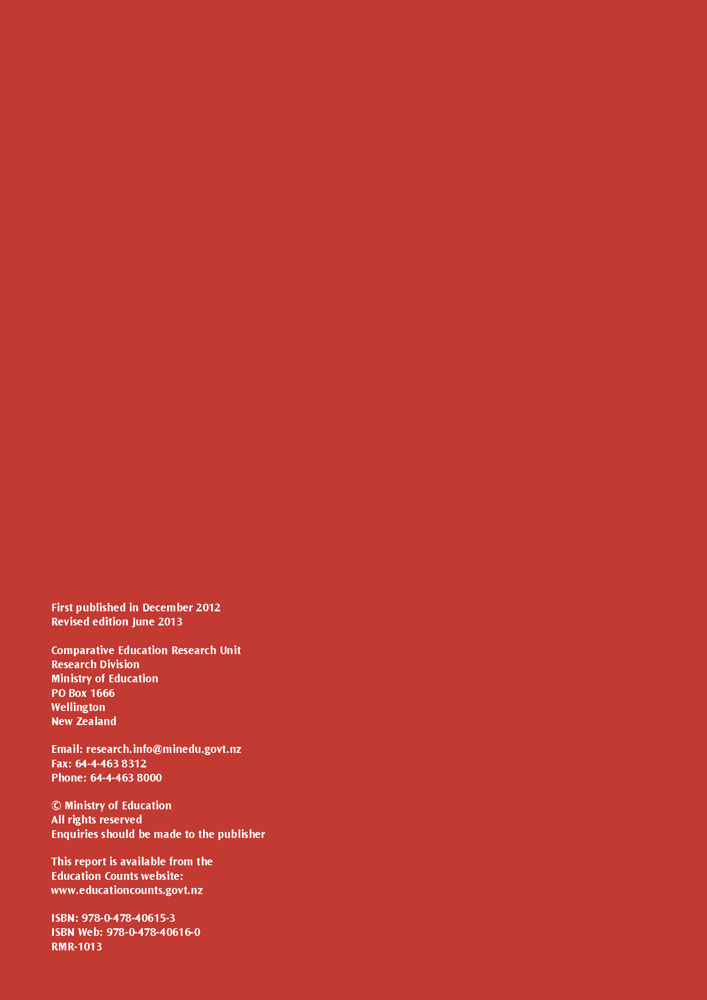 First published in December 2012
Revised edition June 2013
Comparative Education Research Unit
Research Division
Ministry of Education
PO Box 1666
Wellington
New Zealand
Email: research.info@minedu.govt.nz
Fax: 64-4-463 8312
Phone: 64-4-463 8000
© Ministry of Education
All rights reserved
Enquiries should be made to the publisher
This report is available from the
Education Counts website:
www.educationcounts.govt.nz
ISBN: 978-0-478-40615-3
ISBN Web: 978-0-478-40616-0
RMR-1013